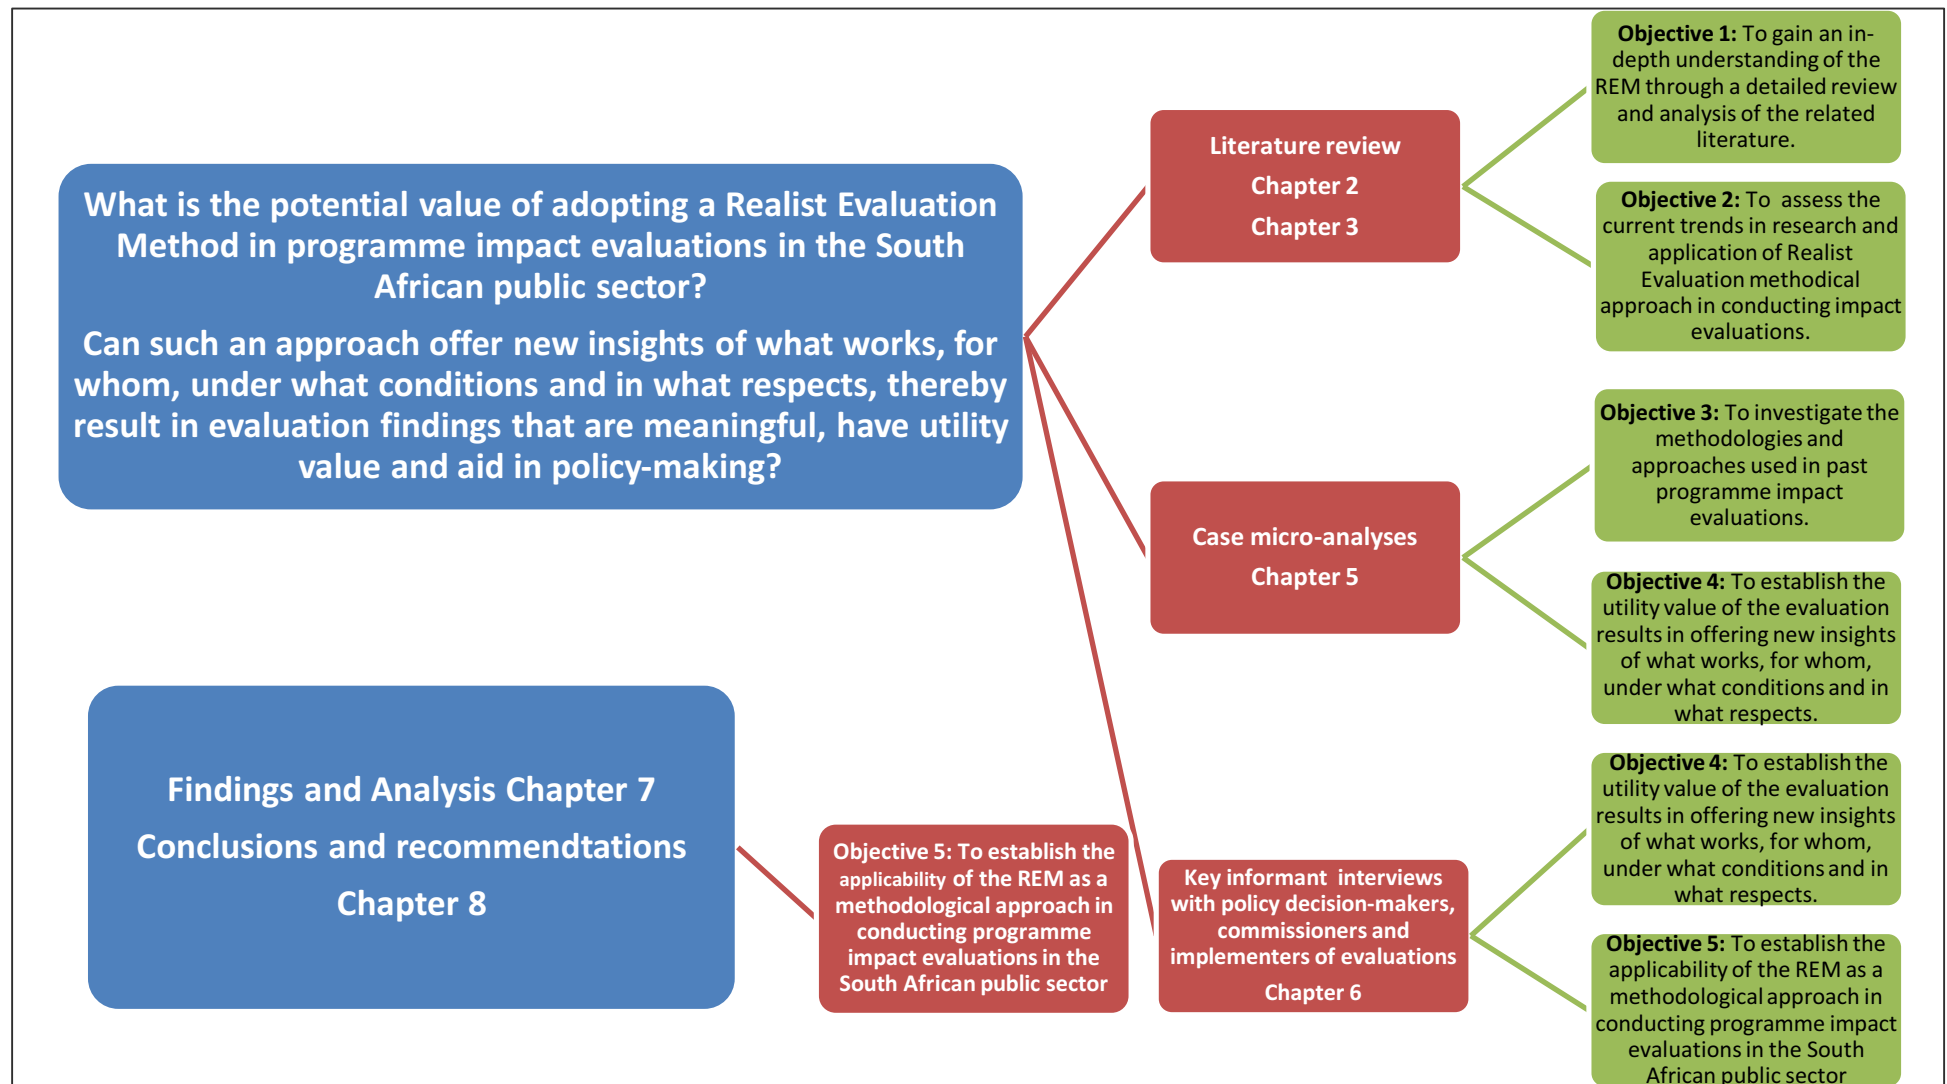 What is the potential value of adopting a Realist Evaluation
Method in programme impact evaluations in the South
African public sector?
Can such an approach offer new insights of what works, for
whom, under what conditions and in what respects, thereby
result in evaluation findings that are meaningful, have utility
value and aid in policy-making?
Literature review
Chapter 2
Chapter 3
Objective 1: To gain an in-
depth understanding of the
REM through a detailed review
and analysis of the related
literature.
Objective 2: To assess the
current trends in research and
application of Realist
Evaluation methodical
approach in conducting impact
evaluations.
Case micro-analyses
Chapter 5
Objective 3: To investigate the
methodologies and
approaches used in past
programme impact
evaluations.
Objective 4: To establish the
utility value of the evaluation
results in offering new insights
of what works, for whom,
under what conditions and in
what respects.
Key informant interviews
with policy decision-makers,
commissioners and
implementers of evaluations
Chapter 6
Objective 4: To establish the
utility value of the evaluation
results in offering new insights
of what works, for whom,
under what conditions and in
what respects.
Objective 5: To establish the
applicability of the REM as a
methodological approach in
conducting programme impact
evaluations in the South
African public sector
Findings and Analysis Chapter 7
Conclusions and recommendtations
Chapter 8
Objective 5: To establish the
applicability of the REM as a
methodological approach in
conducting programme
impact evaluations in the
South African public sector